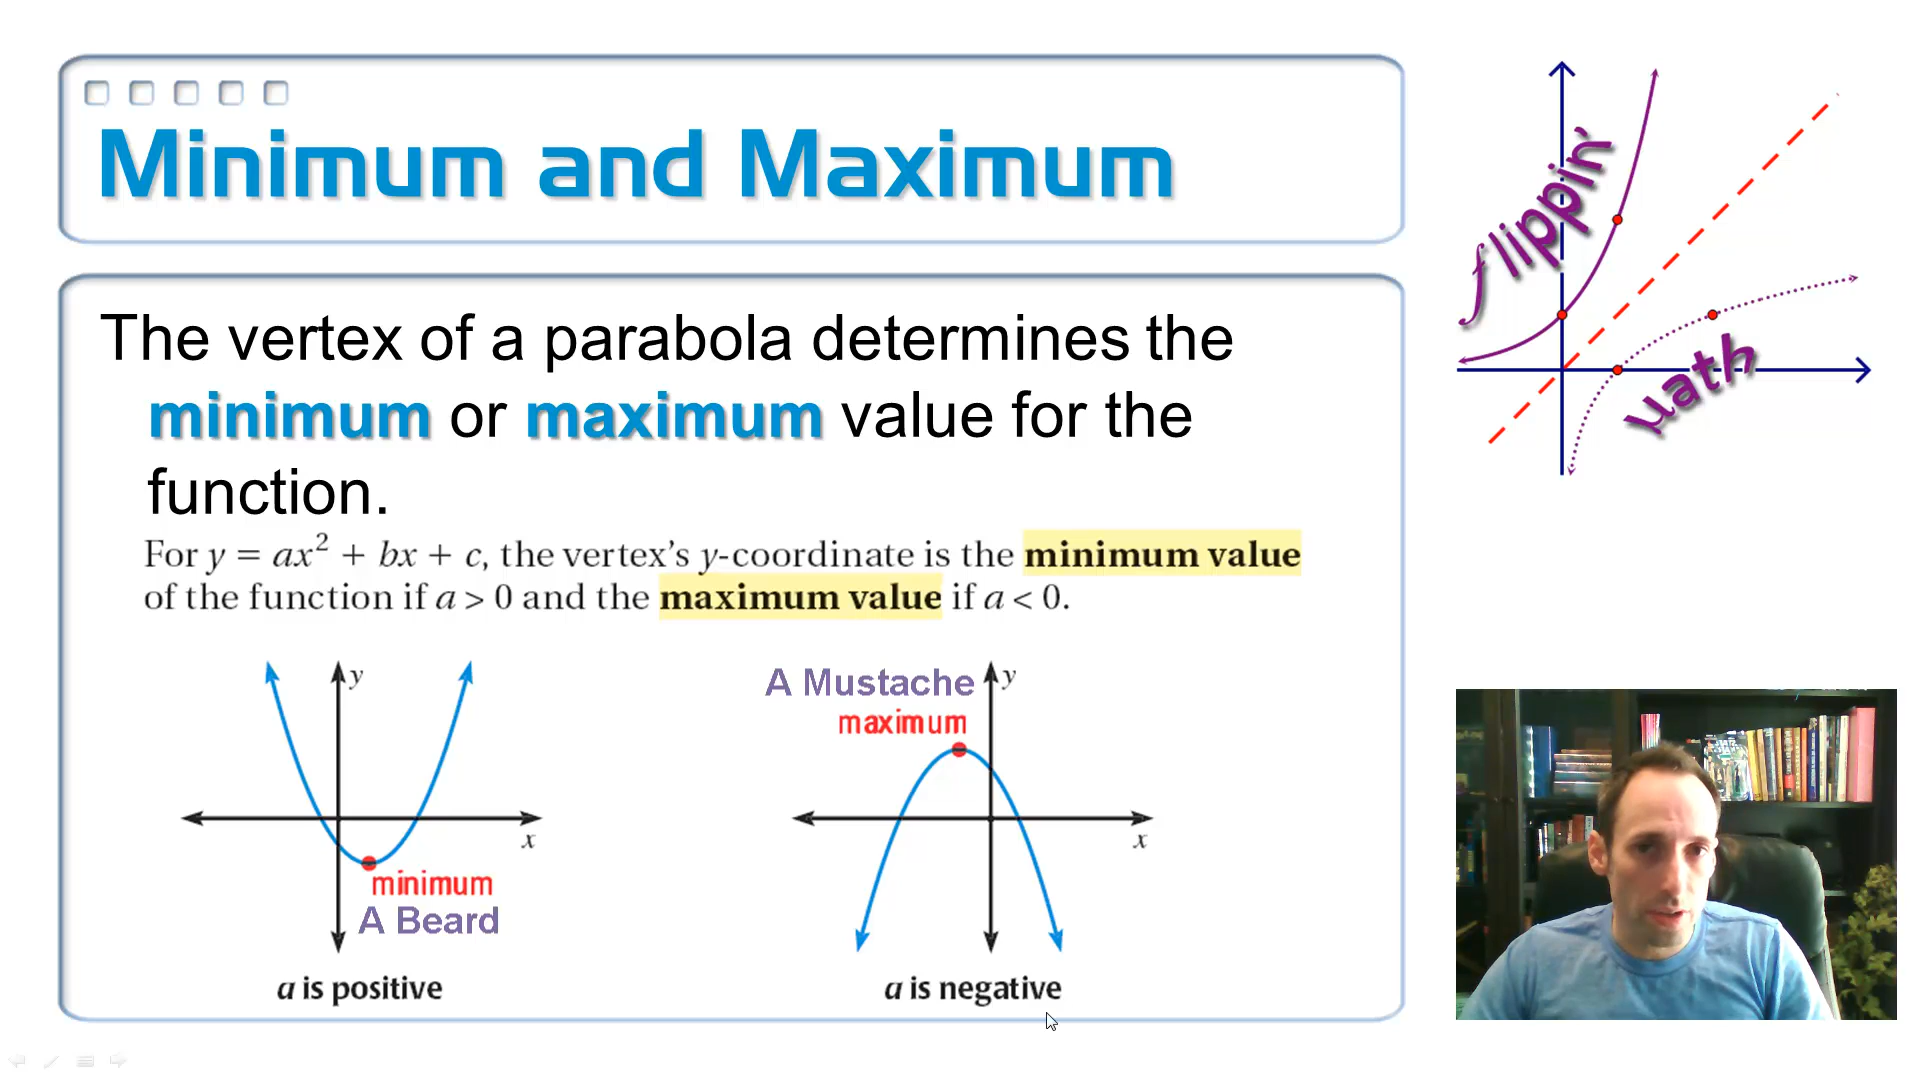 Minimum and Maximum
The vertex of a parabola determines the
minimum or maximum value for the
function.
For y = ax² + bx + c, the vertex’s y-coordinate is the minimum value
of the function if a > 0 and the maximum value if a < 0.
y
x
minimum
A Beard
a is positive
A Mustache
y
maximum
x
a is negative
flippin'
μath